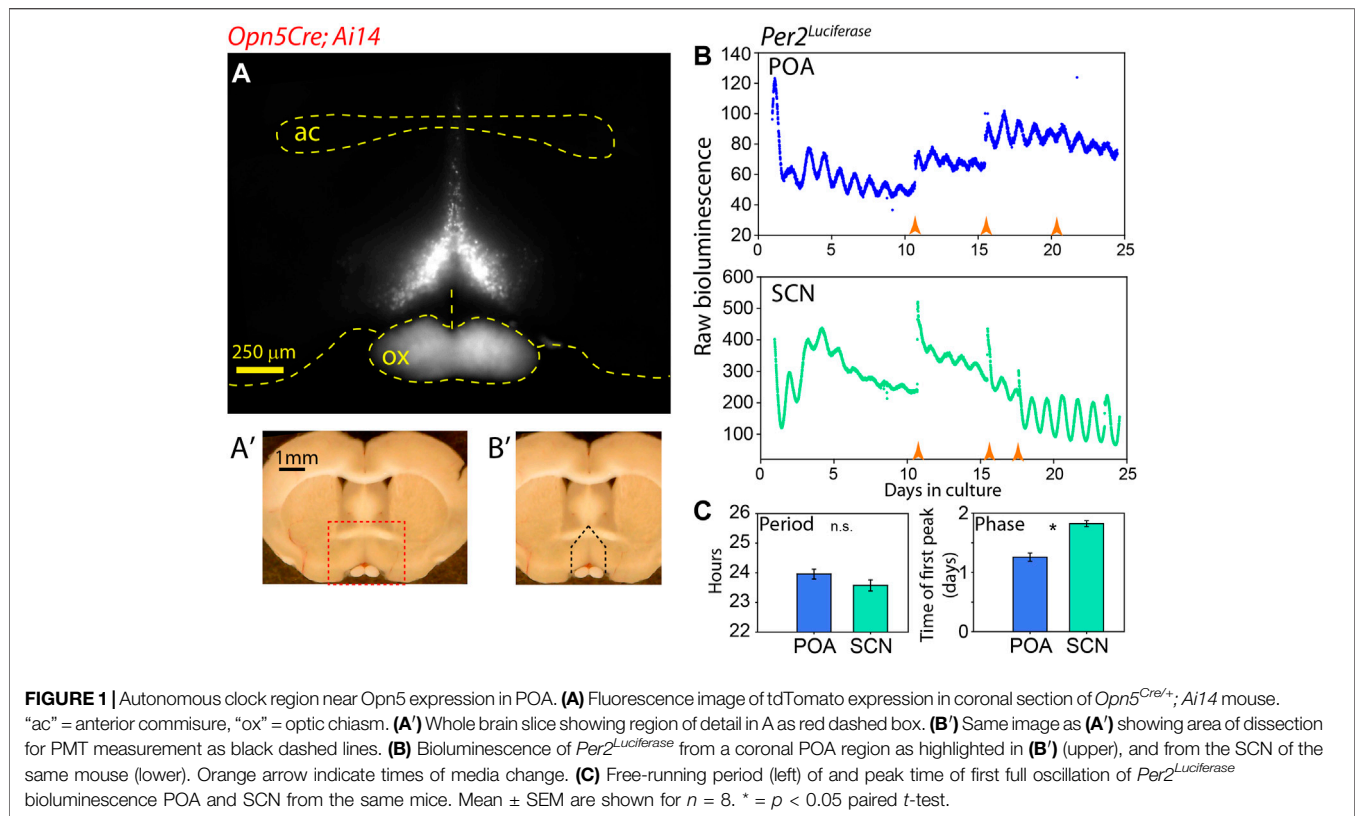 Opn5Cre; Ai14
A
ac
ox
250 μm
A′
1mm
B′
Per2Luciferase
B
POA
140
120
100
80
60
40
20
0
5
10
15
20
25
Raw bioluminescence
SCN
600
500
400
300
200
100
0
5
10
15
20
25
Days in culture
C
Period
n.s.
26
25
24
23
22
Hours
POA
SCN
Phase
*
2
1
0
Time of first peak
(days)
POA
SCN
FIGURE 1 | Autonomous clock region near Opn5 expression in POA. (A) Fluorescence image of tdTomato expression in coronal section of Opn5Cre/+; Ai14 mouse.
“ac” = anterior commisure, “ox” = optic chiasm. (A′) Whole brain slice showing region of detail in A as red dashed box. (B′) Same image as (A′) showing area of dissection
for PMT measurement as black dashed lines. (B) Bioluminescence of Per2Luciferase from a coronal POA region as highlighted in (B′) (upper), and from the SCN of the
same mouse (lower). Orange arrow indicate times of media change. (C) Free-running period (left) of and peak time of first full oscillation of Per2Luciferase
bioluminescence POA and SCN from the same mice. Mean ± SEM are shown for n = 8. * = p < 0.05 paired t-test.